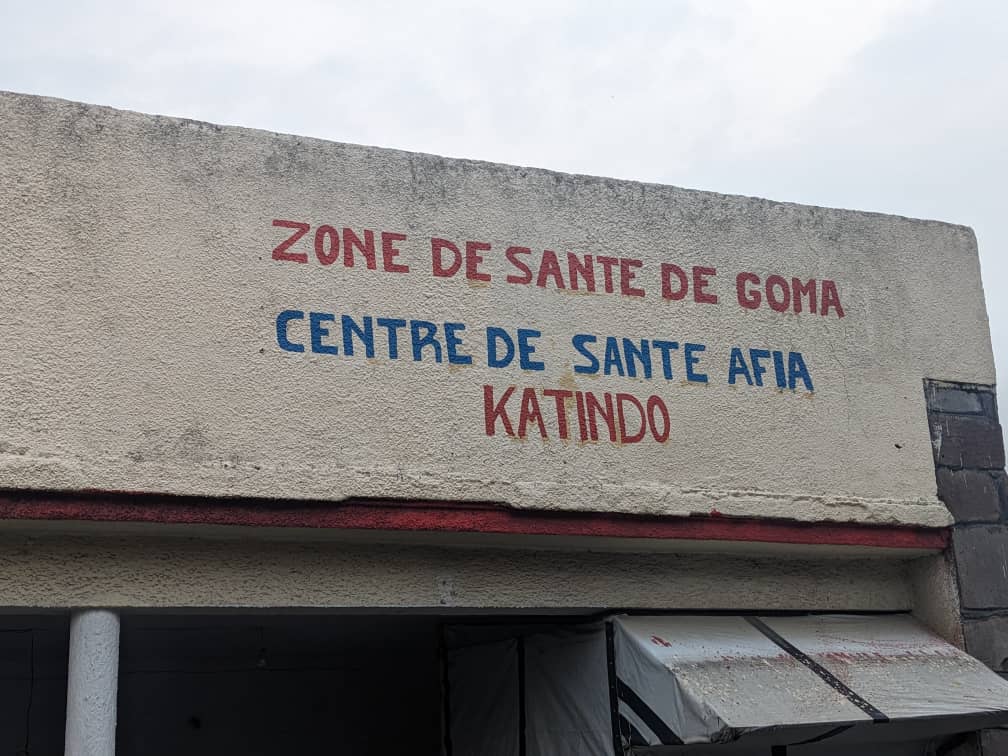 ZONE DE SANTE DE GOMA
CENTRE DE SANTE AFIA
KATINDO